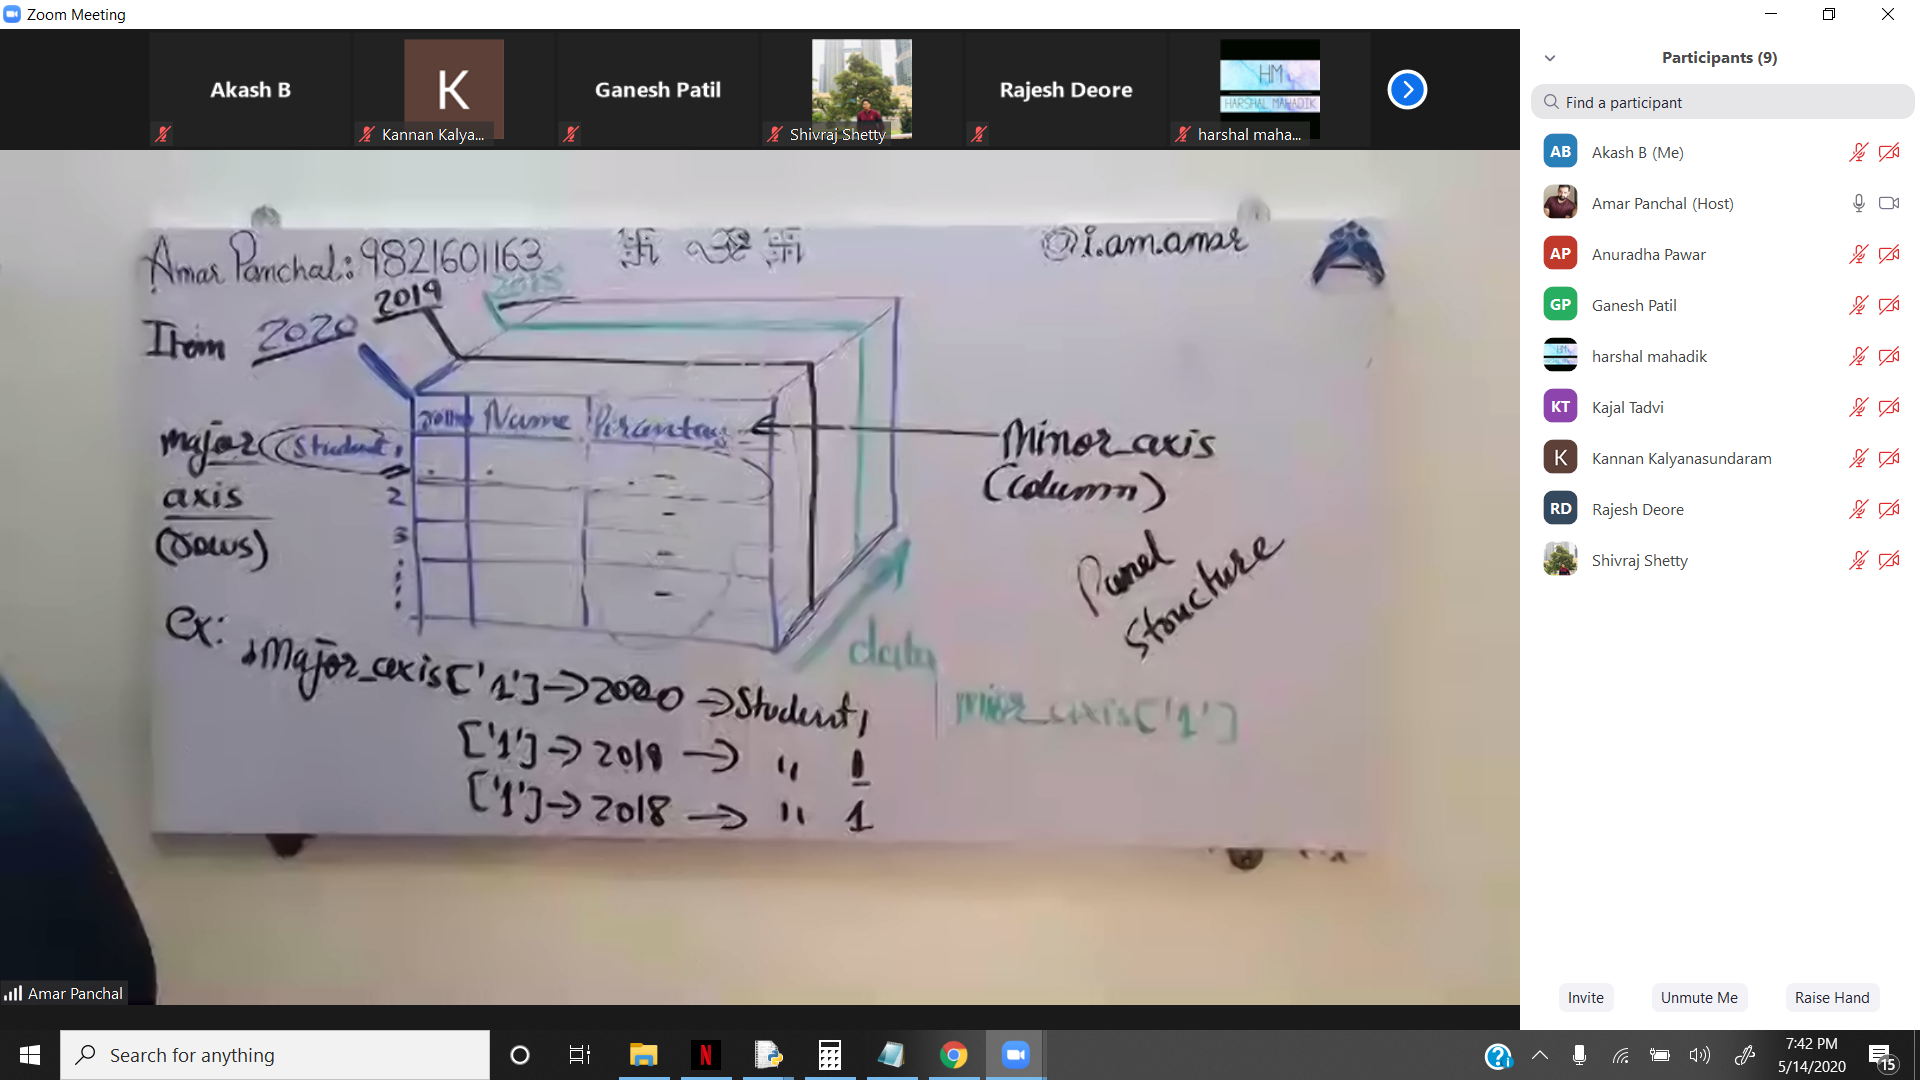 Zoom Meeting
Akash B
K
Kannan Kalya...
Ganesh Patil
Shivraj Shetty
Rajesh Deore
HM
HARSHAL MAHADIK
harshal maha...
Amar Panchal: 9821601163
卐 ૐ 卐
@i.am.amar
2018
2019
Item 2020
Name
major
axis
(rows)
Student 1
2
3
Minor_axis
(column)
Panel
Structure
data
ex:
Major_axis['1'] → 2020 → Student 1
['1'] → 2019 → " 1
['1'] → 2018 → " 1
Amar Panchal
Participants (9)
Find a participant
AB Akash B (Me)
Amar Panchal (Host)
AP Anuradha Pawar
GP Ganesh Patil
HM harshal mahadik
KT Kajal Tadvi
K Kannan Kalyanasundaram
RD Rajesh Deore
Shivraj Shetty
Invite
Unmute Me
Raise Hand
Search for anything
7:42 PM
5/14/2020
15